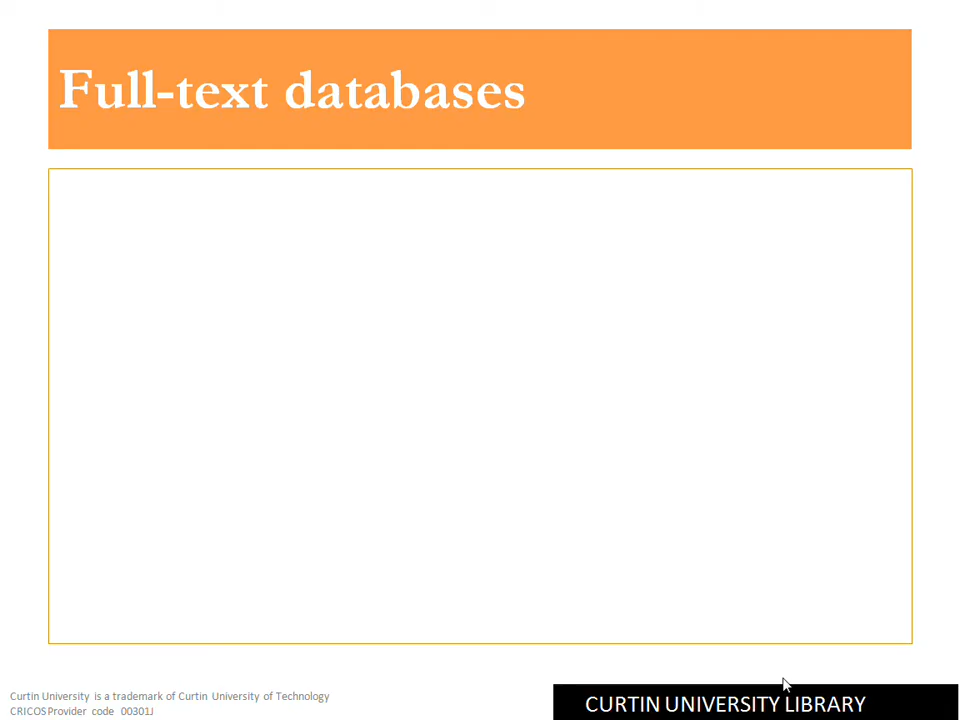 Full-text databases
Curtin University is a trademark of Curtin University of Technology
CRICOS Provider code 00301J
CURTIN UNIVERSITY LIBRARY